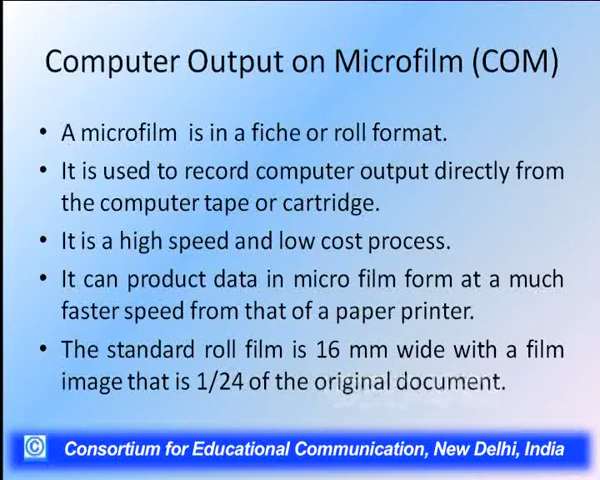 Computer Output on Microfilm (COM)
• A microfilm is in a fiche or roll format.
• It is used to record computer output directly from
the computer tape or cartridge.
• It is a high speed and low cost process.
• It can product data in micro film form at a much
faster speed from that of a paper printer.
• The standard roll film is 16 mm wide with a film
image that is 1/24 of the original document.
© Consortium for Educational Communication, New Delhi, India